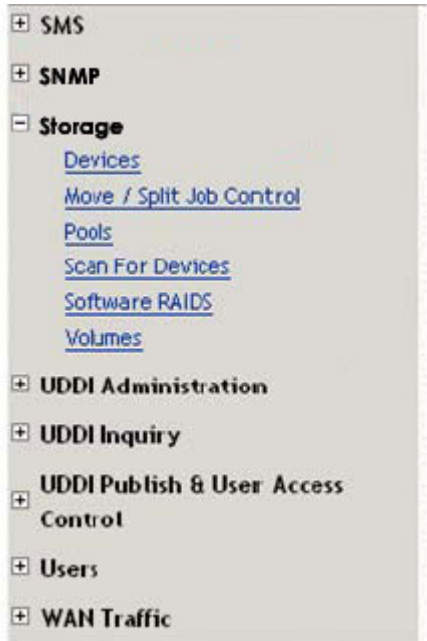 SMS
SNMP
Storage
Devices
Move / Split Job Control
Pools
Scan For Devices
Software RAIDS
Volumes
UDDI Administration
UDDI Inquiry
UDDI Publish & User Access
Control
Users
WAN Traffic